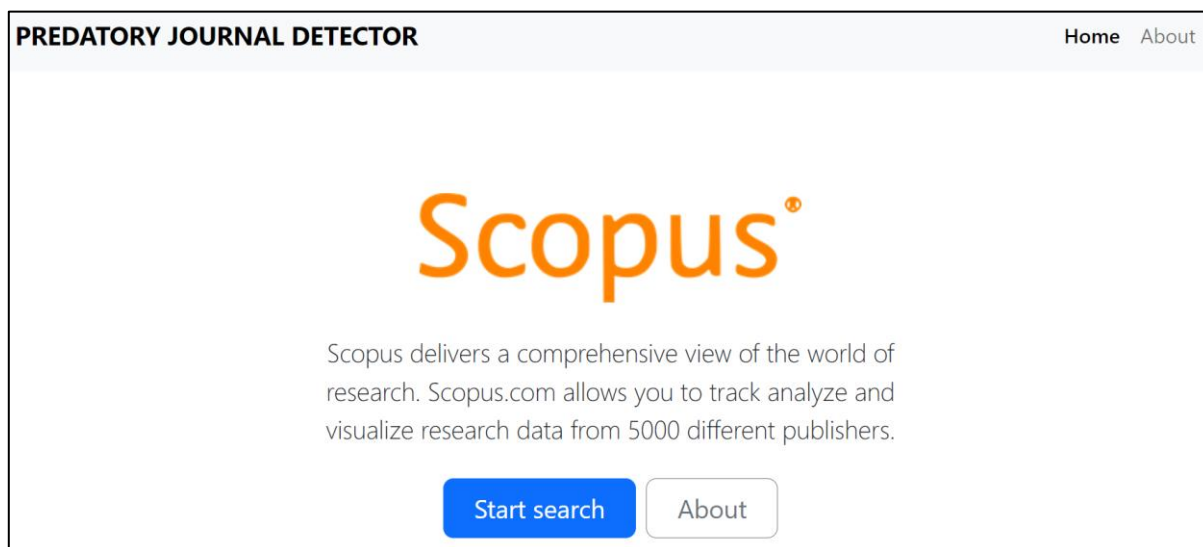 PREDATORY JOURNAL DETECTOR
Home About
Scopus®
Scopus delivers a comprehensive view of the world of
research. Scopus.com allows you to track analyze and
visualize research data from 5000 different publishers.
Start search About